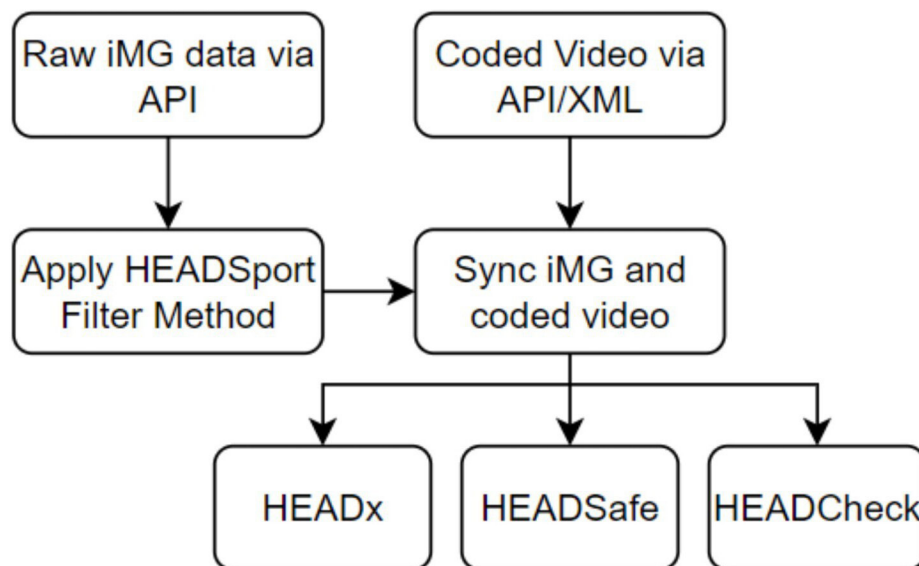 Raw iMG data via
API
Coded Video via
API/XML
Apply HEADSport
Filter Method
Sync iMG and
coded video
HEADx
HEADSafe
HEADCheck